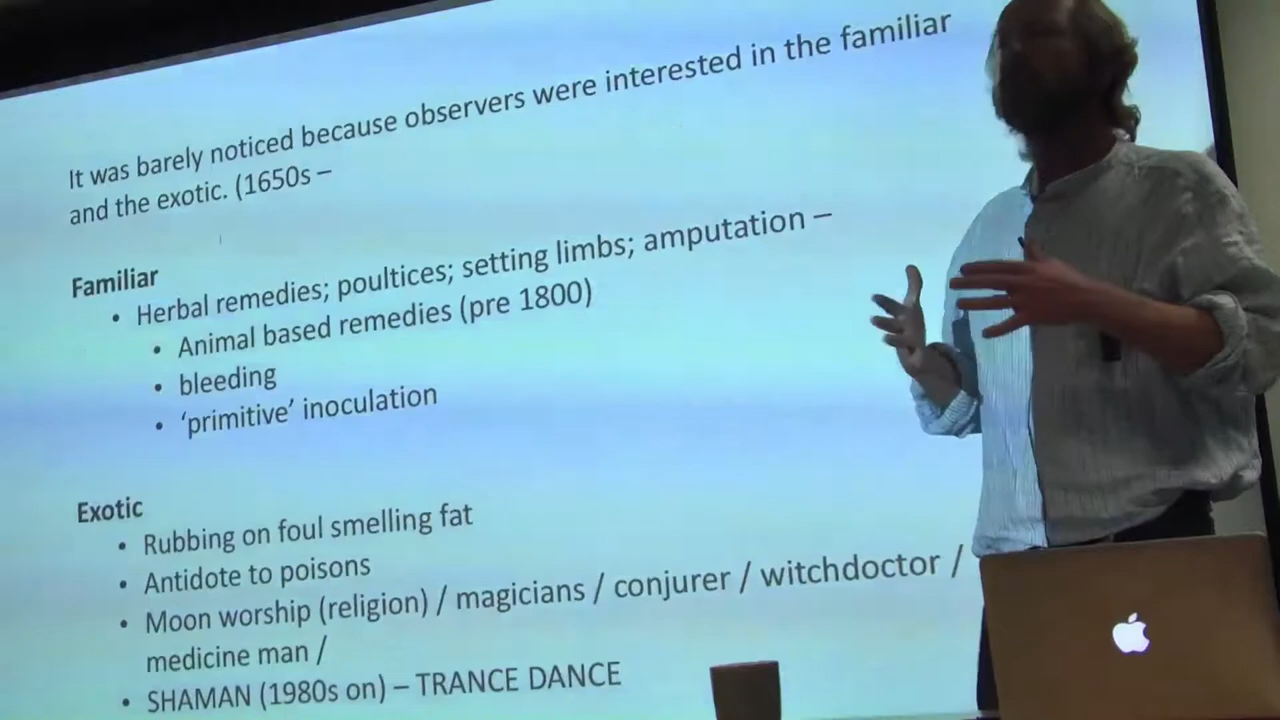 It was barely noticed because observers were interested in the familiar
and the exotic. (1650s –
Familiar
• Herbal remedies; poultices; setting limbs; amputation –
• Animal based remedies (pre 1800)
• bleeding
• ‘primitive’ inoculation
Exotic
• Rubbing on foul smelling fat
• Antidote to poisons
• Moon worship (religion) / magicians / conjurer / witchdoctor /
medicine man /
• SHAMAN (1980s on) – TRANCE DANCE